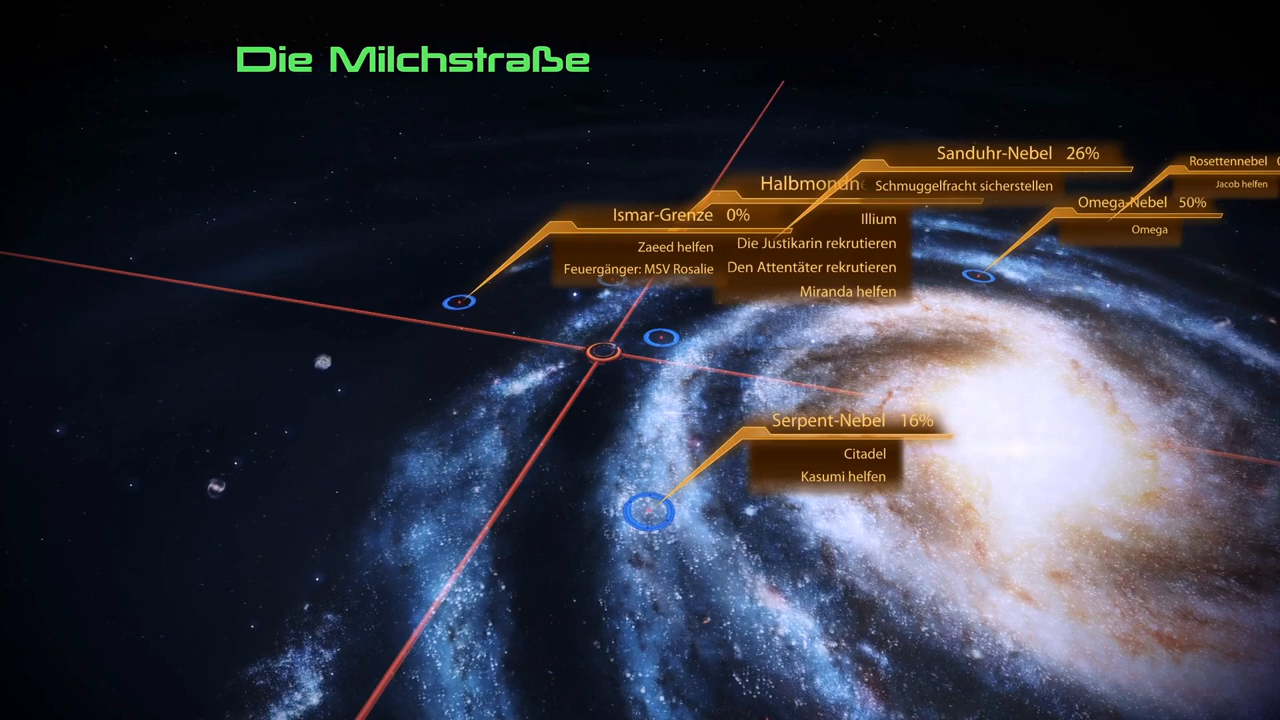 Die Milchstraße
Sanduhr-Nebel 26%
Schmuggelfracht sicherstellen
Rosettennebel
Jacob helfen
Omega-Nebel 50%
Omega
Illium
Die Justikarin rekrutieren
Den Attentäter rekrutieren
Miranda helfen
Ismar-Grenze 0%
Zaeed helfen
Feuergänger: MSV Rosalie
Serpent-Nebel 16%
Citadel
Kasumi helfen